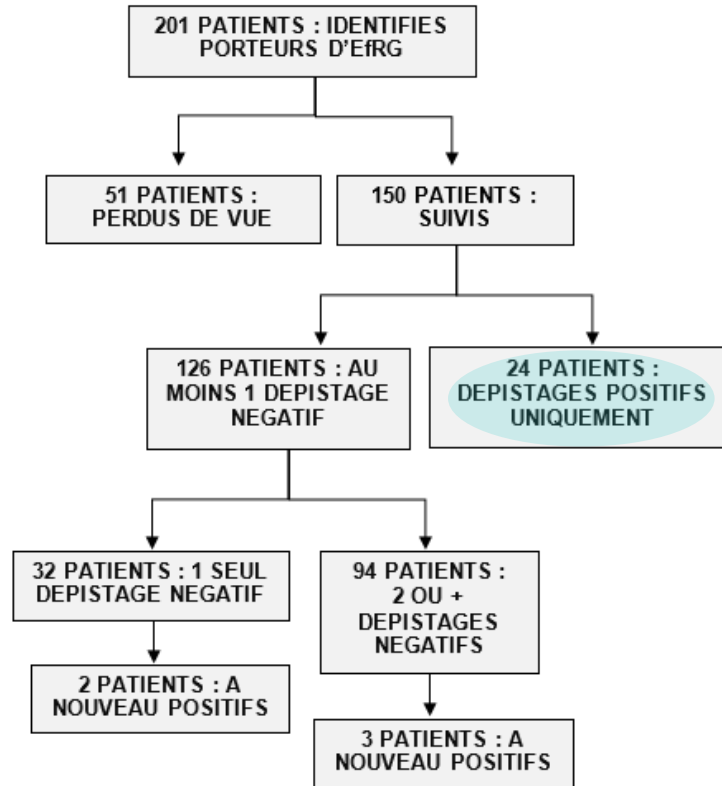 201 PATIENTS : IDENTIFIES
PORTEURS D'EfRG
51 PATIENTS :
PERDUS DE VUE
150 PATIENTS :
SUIVIS
126 PATIENTS : AU
MOINS 1 DEPISTAGE
NEGATIF
24 PATIENTS :
DEPISTAGES POSITIFS
UNIQUEMENT
32 PATIENTS : 1 SEUL
DEPISTAGE NEGATIF
94 PATIENTS :
2 OU +
DEPISTAGES
NEGATIFS
2 PATIENTS : A
NOUVEAU POSITIFS
3 PATIENTS : A
NOUVEAU POSITIFS